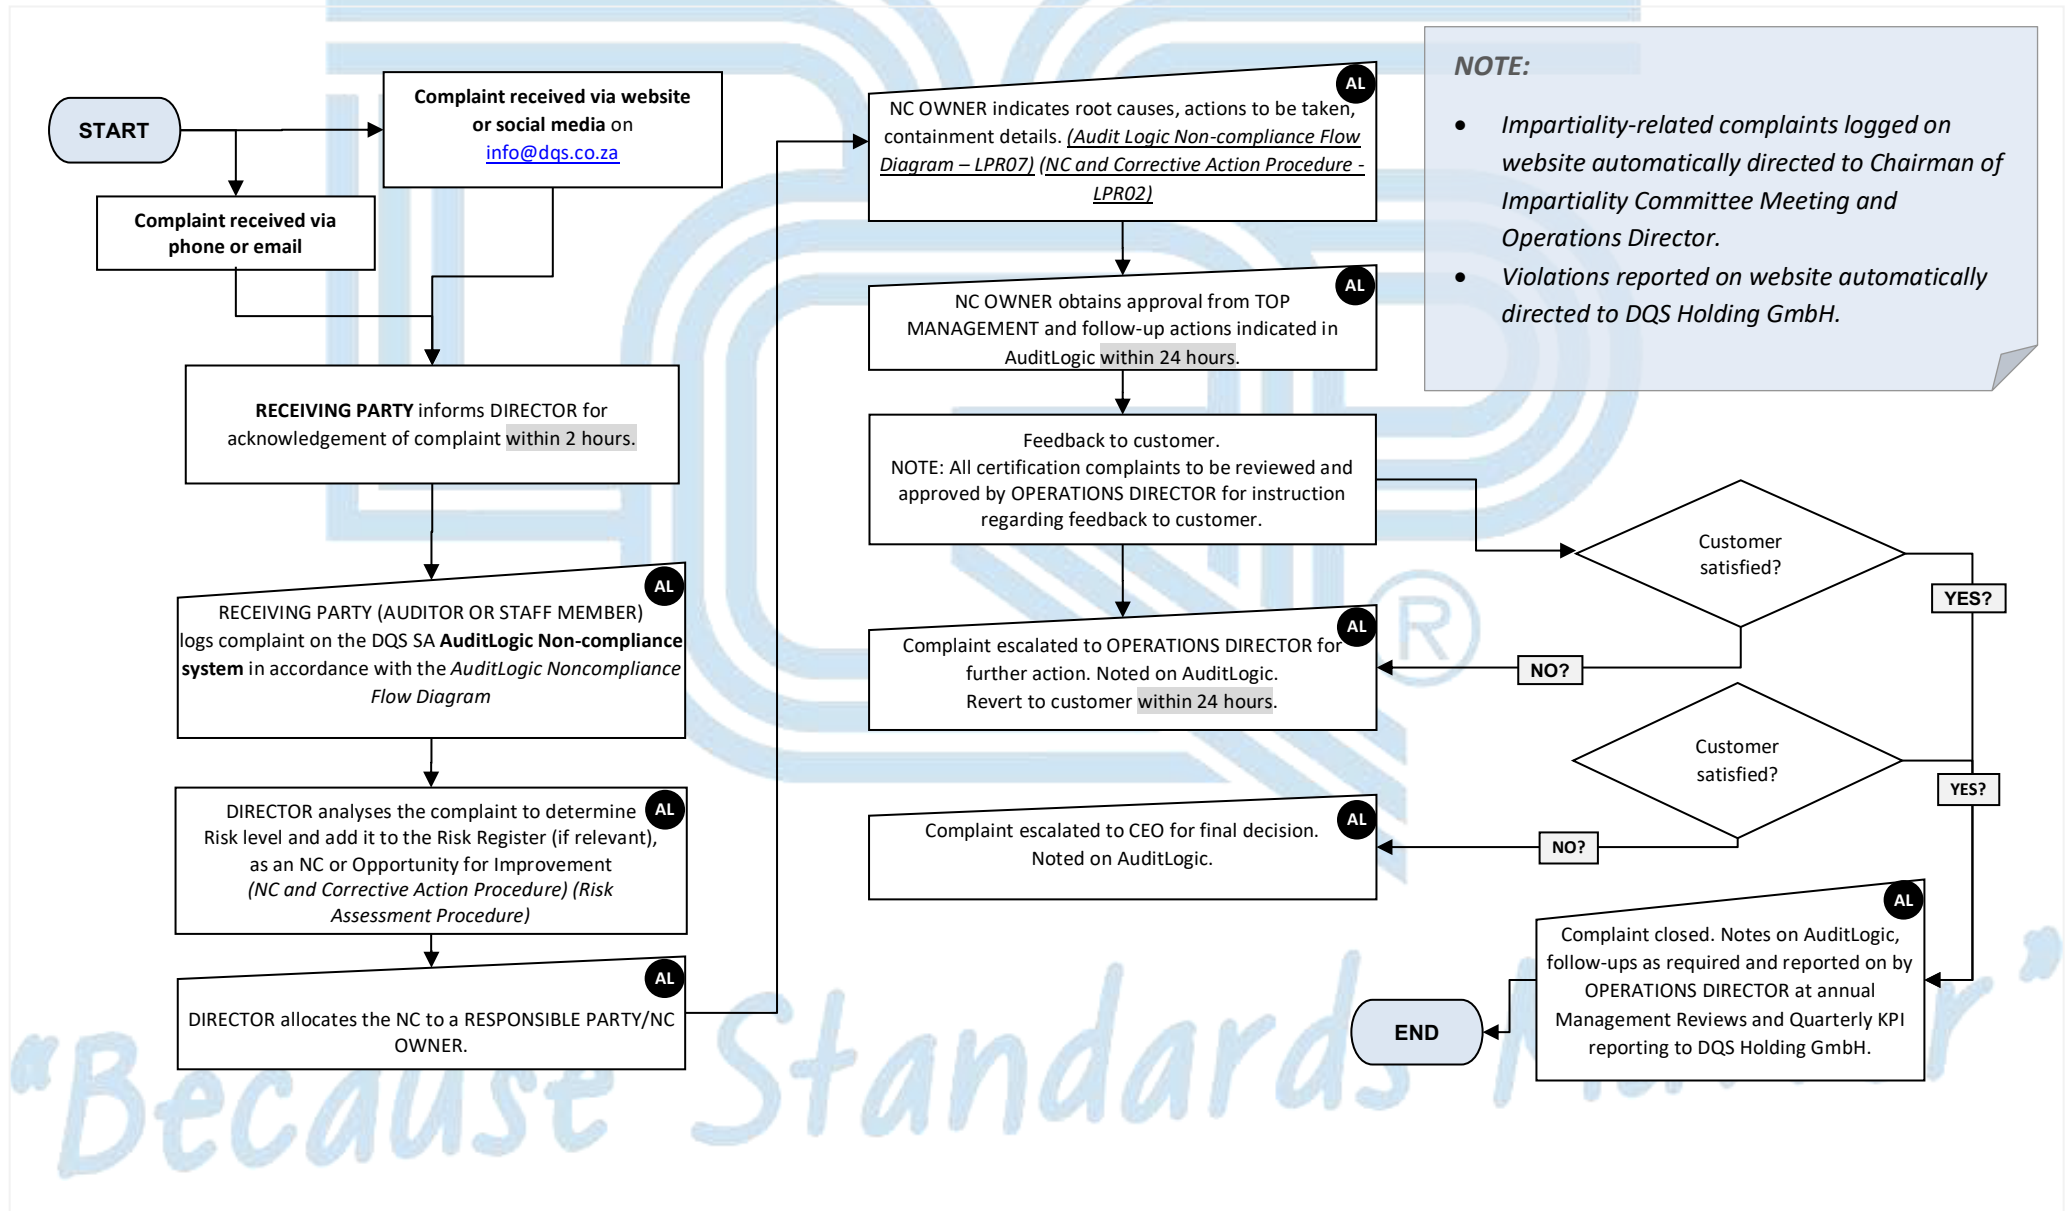 START
Complaint received via website
or social media on
info@dqs.co.za
Complaint received via
phone or email
RECEIVING PARTY informs DIRECTOR for
acknowledgement of complaint within 2 hours.
AL
RECEIVING PARTY (AUDITOR OR STAFF MEMBER)
logs complaint on the DQS SA AuditLogic Non-compliance
system in accordance with the AuditLogic Noncompliance
Flow Diagram
AL
DIRECTOR analyses the complaint to determine
Risk level and add it to the Risk Register (if relevant),
as an NC or Opportunity for Improvement
(NC and Corrective Action Procedure) (Risk
Assessment Procedure)
AL
DIRECTOR allocates the NC to a RESPONSIBLE PARTY/NC
OWNER.
AL
NC OWNER indicates root causes, actions to be taken,
containment details. (Audit Logic Non-compliance Flow
Diagram – LPR07) (NC and Corrective Action Procedure -
LPR02)
AL
NC OWNER obtains approval from TOP
MANAGEMENT and follow-up actions indicated in
AuditLogic within 24 hours.
Feedback to customer.
NOTE: All certification complaints to be reviewed and
approved by OPERATIONS DIRECTOR for instruction
regarding feedback to customer.
AL
Complaint escalated to OPERATIONS DIRECTOR for
further action. Noted on AuditLogic.
Revert to customer within 24 hours.
AL
Complaint escalated to CEO for final decision.
Noted on AuditLogic.
NOTE:
• Impartiality-related complaints logged on
website automatically directed to Chairman of
Impartiality Committee Meeting and
Operations Director.
• Violations reported on website automatically
directed to DQS Holding GmbH.
Customer
satisfied?
YES?
NO?
Customer
satisfied?
YES?
NO?
AL
Complaint closed. Notes on AuditLogic,
follow-ups as required and reported on by
OPERATIONS DIRECTOR at annual
Management Reviews and Quarterly KPI
reporting to DQS Holding GmbH.
END
®
"Because Standards